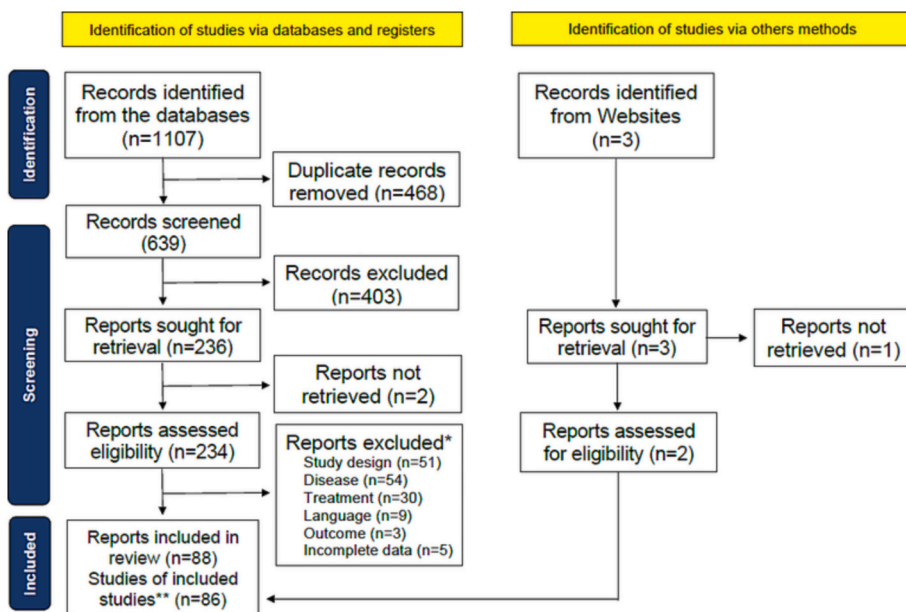 Identification of studies via databases and registers
Identification of studies via others methods
Identification
Records identified
from the databases
(n=1107)
Records identified
from Websites
(n=3)
Duplicate records
removed (n=468)
Screening
Records screened
(639)
Records excluded
(n=403)
Reports sought for
retrieval (n=236)
Reports sought for
retrieval (n=3)
Reports not
retrieved (n=1)
Reports not
retrieved (n=2)
Reports assessed
eligibility (n=234)
Reports excluded*
Study design (n=51)
Disease (n=54)
Treatment (n=30)
Language (n=9)
Outcome (n=3)
Incomplete data (n=5)
Reports assessed
for eligibility (n=2)
Included
Reports included in
review (n=88)
Studies of included
studies** (n=86)